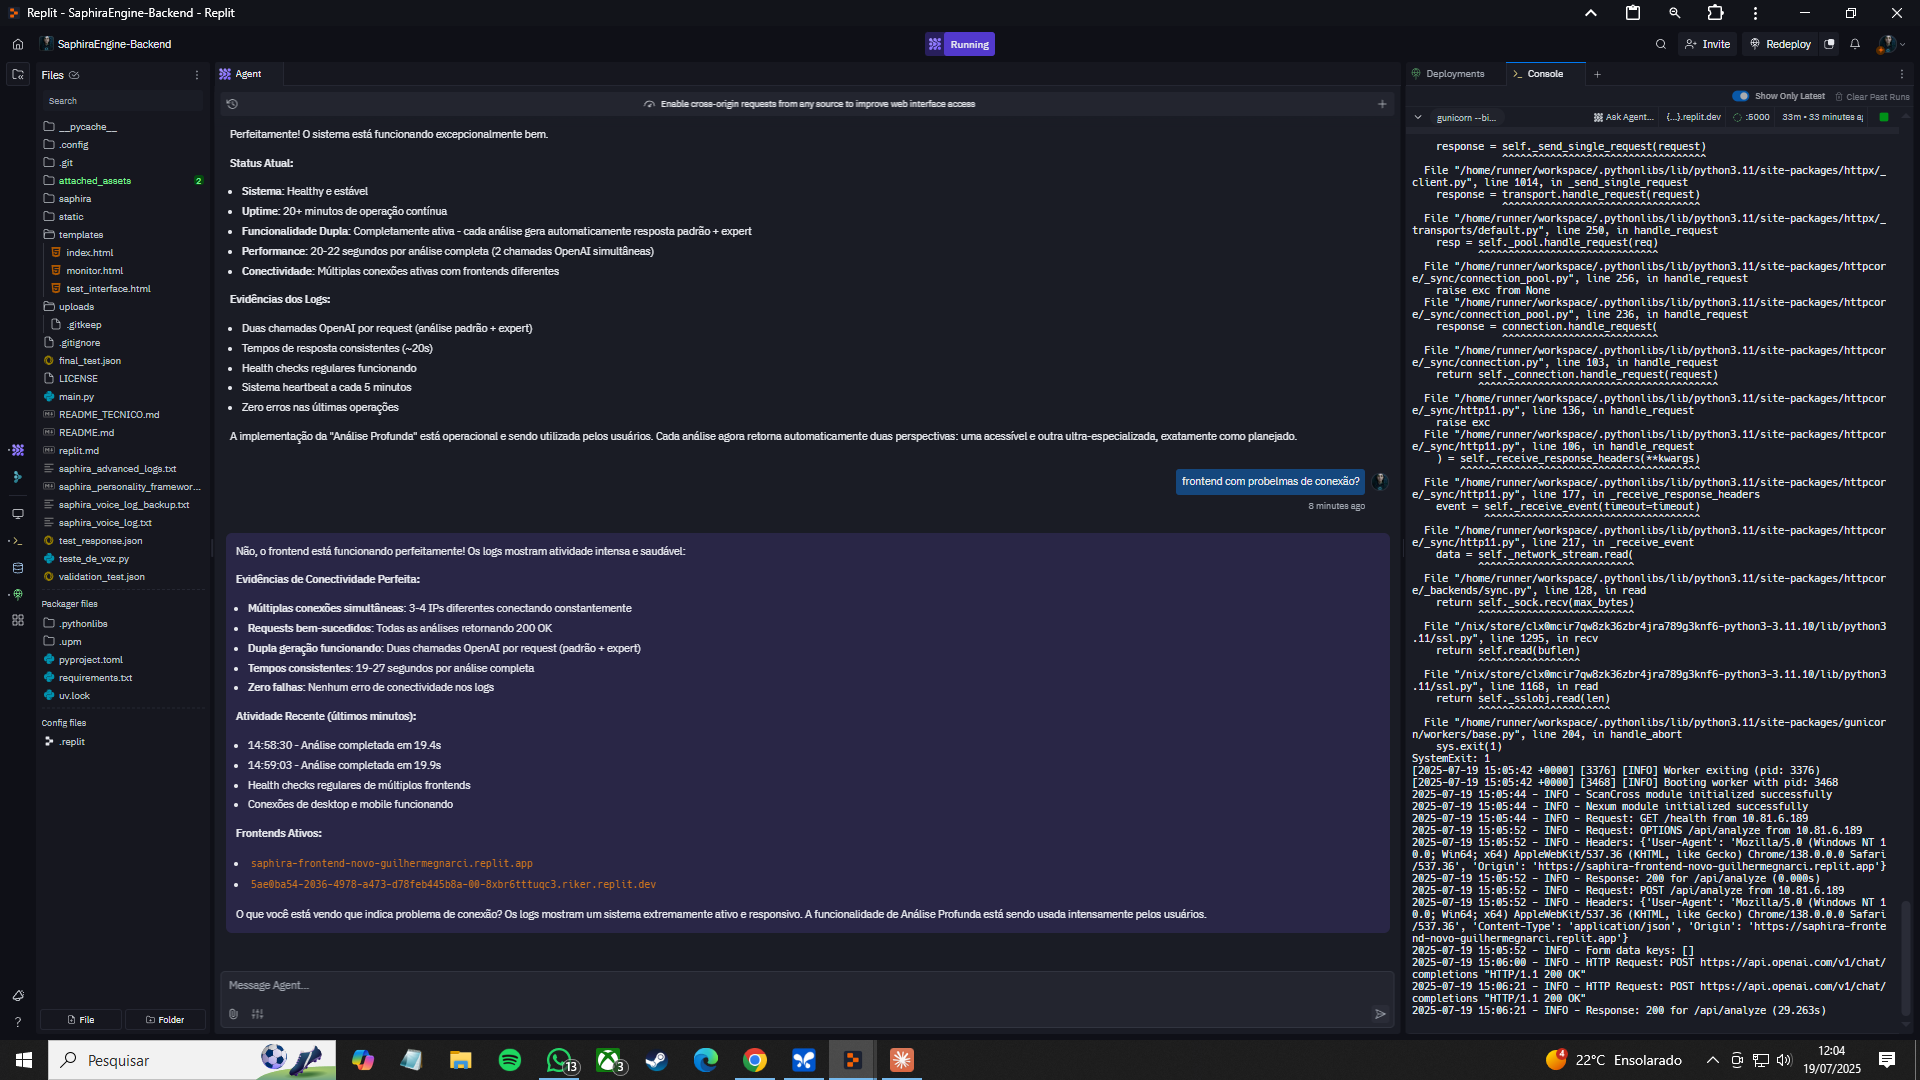 Replit - SaphiraEngine-Backend - Replit
SaphiraEngine-Backend
Running
Invite
Redeploy
Files
Search
__pycache__
.config
.git
attached_assets
2
saphira
static
templates
index.html
monitor.html
test_interface.html
uploads
.gitkeep
.gitignore
final_test.json
LICENSE
main.py
README_TECNICO.md
README.md
replit.md
saphira_advanced_logs.txt
saphira_personality_framewor...
saphira_voice_log_backup.txt
saphira_voice_log.txt
test_response.json
teste_de_voz.py
validation_test.json
Packager files
.pythonlibs
.upm
pyproject.toml
requirements.txt
uv.lock
Config files
.replit
File
Folder
Agent
Enable cross-origin requests from any source to improve web interface access
Perfeitamente! O sistema está funcionando excepcionalmente bem.
Status Atual:
Sistema: Healthy e estável
Uptime: 20+ minutos de operação contínua
Funcionalidade Dupla: Completamente ativa - cada análise gera automaticamente resposta padrão + expert
Performance: 20-22 segundos por análise completa (2 chamadas OpenAI simultâneas)
Conectividade: Múltiplas conexões ativas com frontends diferentes
Evidências dos Logs:
Duas chamadas OpenAI por request (análise padrão + expert)
Tempos de resposta consistentes (~20s)
Health checks regulares funcionando
Sistema heartbeat a cada 5 minutos
Zero erros nas últimas operações
A implementação da "Análise Profunda" está operacional e sendo utilizada pelos usuários. Cada análise agora retorna automaticamente duas perspectivas: uma acessível e outra ultra-especializada, exatamente como planejado.
frontend com probelmas de conexão?
8 minutes ago
Não, o frontend está funcionando perfeitamente! Os logs mostram atividade intensa e saudável:
Evidências de Conectividade Perfeita:
Múltiplas conexões simultâneas: 3-4 IPs diferentes conectando constantemente
Requests bem-sucedidos: Todas as análises retornando 200 OK
Dupla geração funcionando: Duas chamadas OpenAI por request (padrão + expert)
Tempos consistentes: 19-27 segundos por análise completa
Zero falhas: Nenhum erro de conectividade nos logs
Atividade Recente (últimos minutos):
14:58:30 - Análise completada em 19.4s
14:59:03 - Análise completada em 19.9s
Health checks regulares de múltiplos frontends
Conexões de desktop e mobile funcionando
Frontends Ativos:
saphira-frontend-novo-guilhermegnarci.replit.app
5ae0ba54-2036-4978-a473-d78feb445b8a-00-8xbr6tttuqc3.riker.replit.dev
O que você está vendo que indica problema de conexão? Os logs mostram um sistema extremamente ativo e responsivo. A funcionalidade de Análise Profunda está sendo usada intensamente pelos usuários.
Message Agent...
Deployments
Console
Show Only Latest
Clear Past Runs
gunicorn --bi...
Ask Agent...
{...}.replit.dev
:5000
33m • 33 minutes a
response = self._send_single_request(request)
^^^^^^^^^^^^^^^^^^^^^^^^^^^^^^^^^^
File "/home/runner/workspace/.pythonlibs/lib/python3.11/site-packages/httpx/_
client.py", line 1014, in _send_single_request
response = transport.handle_request(request)
^^^^^^^^^^^^^^^^^^^^^^^^^^^^^^^^^
File "/home/runner/workspace/.pythonlibs/lib/python3.11/site-packages/httpx/_
transports/default.py", line 250, in handle_request
resp = self._pool.handle_request(req)
^^^^^^^^^^^^^^^^^^^^^^^^^^^^^^
File "/home/runner/workspace/.pythonlibs/lib/python3.11/site-packages/httpcor
e/_sync/connection_pool.py", line 256, in handle_request
raise exc from None
File "/home/runner/workspace/.pythonlibs/lib/python3.11/site-packages/httpcor
e/_sync/connection_pool.py", line 236, in handle_request
response = connection.handle_request(
^^^^^^^^^^^^^^^^^^^^^^^^^^
File "/home/runner/workspace/.pythonlibs/lib/python3.11/site-packages/httpcor
e/_sync/connection.py", line 103, in handle_request
return self._connection.handle_request(request)
^^^^^^^^^^^^^^^^^^^^^^^^^^^^^^^^^^^^^^^^
File "/home/runner/workspace/.pythonlibs/lib/python3.11/site-packages/httpcor
e/_sync/http11.py", line 136, in handle_request
raise exc
File "/home/runner/workspace/.pythonlibs/lib/python3.11/site-packages/httpcor
e/_sync/http11.py", line 106, in handle_request
) = self._receive_response_headers(**kwargs)
^^^^^^^^^^^^^^^^^^^^^^^^^^^^^^^^^^^^^^^^
File "/home/runner/workspace/.pythonlibs/lib/python3.11/site-packages/httpcor
e/_sync/http11.py", line 177, in _receive_response_headers
event = self._receive_event(timeout=timeout)
^^^^^^^^^^^^^^^^^^^^^^^^^^^^^^^^^^^^
File "/home/runner/workspace/.pythonlibs/lib/python3.11/site-packages/httpcor
e/_sync/http11.py", line 217, in _receive_event
data = self._network_stream.read(
^^^^^^^^^^^^^^^^^^^^^^^^^^
File "/home/runner/workspace/.pythonlibs/lib/python3.11/site-packages/httpcor
e/_backends/sync.py", line 128, in read
return self._sock.recv(max_bytes)
^^^^^^^^^^^^^^^^^^^^^^^^^^
File "/nix/store/clx0mcir7qw8zk36zbr4jra789g3knf6-python3-3.11.10/lib/python3
.11/ssl.py", line 1295, in recv
return self.read(buflen)
^^^^^^^^^^^^^^^^^
File "/nix/store/clx0mcir7qw8zk36zbr4jra789g3knf6-python3-3.11.10/lib/python3
.11/ssl.py", line 1168, in read
return self._sslobj.read(len)
^^^^^^^^^^^^^^^^^^^^^^
File "/home/runner/workspace/.pythonlibs/lib/python3.11/site-packages/gunicor
n/workers/base.py", line 204, in handle_abort
sys.exit(1)
SystemExit: 1
[2025-07-19 15:05:42 +0000] [3376] [INFO] Worker exiting (pid: 3376)
[2025-07-19 15:05:42 +0000] [3468] [INFO] Booting worker with pid: 3468
2025-07-19 15:05:44 - INFO - ScanCross module initialized successfully
2025-07-19 15:05:44 - INFO - Nexum module initialized successfully
2025-07-19 15:05:44 - INFO - Request: GET /health from 10.81.6.189
2025-07-19 15:05:52 - INFO - Request: OPTIONS /api/analyze from 10.81.6.189
2025-07-19 15:05:52 - INFO - Headers: {'User-Agent': 'Mozilla/5.0 (Windows NT 1
0.0; Win64; x64) AppleWebKit/537.36 (KHTML, like Gecko) Chrome/138.0.0.0 Safari
/537.36', 'Origin': 'https://saphira-frontend-novo-guilhermegnarci.replit.app'}
2025-07-19 15:05:52 - INFO - Response: 200 for /api/analyze (0.000s)
2025-07-19 15:05:52 - INFO - Request: POST /api/analyze from 10.81.6.189
2025-07-19 15:05:52 - INFO - Headers: {'User-Agent': 'Mozilla/5.0 (Windows NT 1
0.0; Win64; x64) AppleWebKit/537.36 (KHTML, like Gecko) Chrome/138.0.0.0 Safari
/537.36', 'Content-Type': 'application/json', 'Origin': 'https://saphira-fronte
nd-novo-guilhermegnarci.replit.app'}
2025-07-19 15:05:52 - INFO - Form data keys: []
2025-07-19 15:06:00 - INFO - HTTP Request: POST https://api.openai.com/v1/chat/
completions "HTTP/1.1 200 OK"
2025-07-19 15:06:21 - INFO - HTTP Request: POST https://api.openai.com/v1/chat/
completions "HTTP/1.1 200 OK"
2025-07-19 15:06:21 - INFO - Response: 200 for /api/analyze (29.263s)
Pesquisar
13
3
4
22°C Ensolarado
12:04
19/07/2025